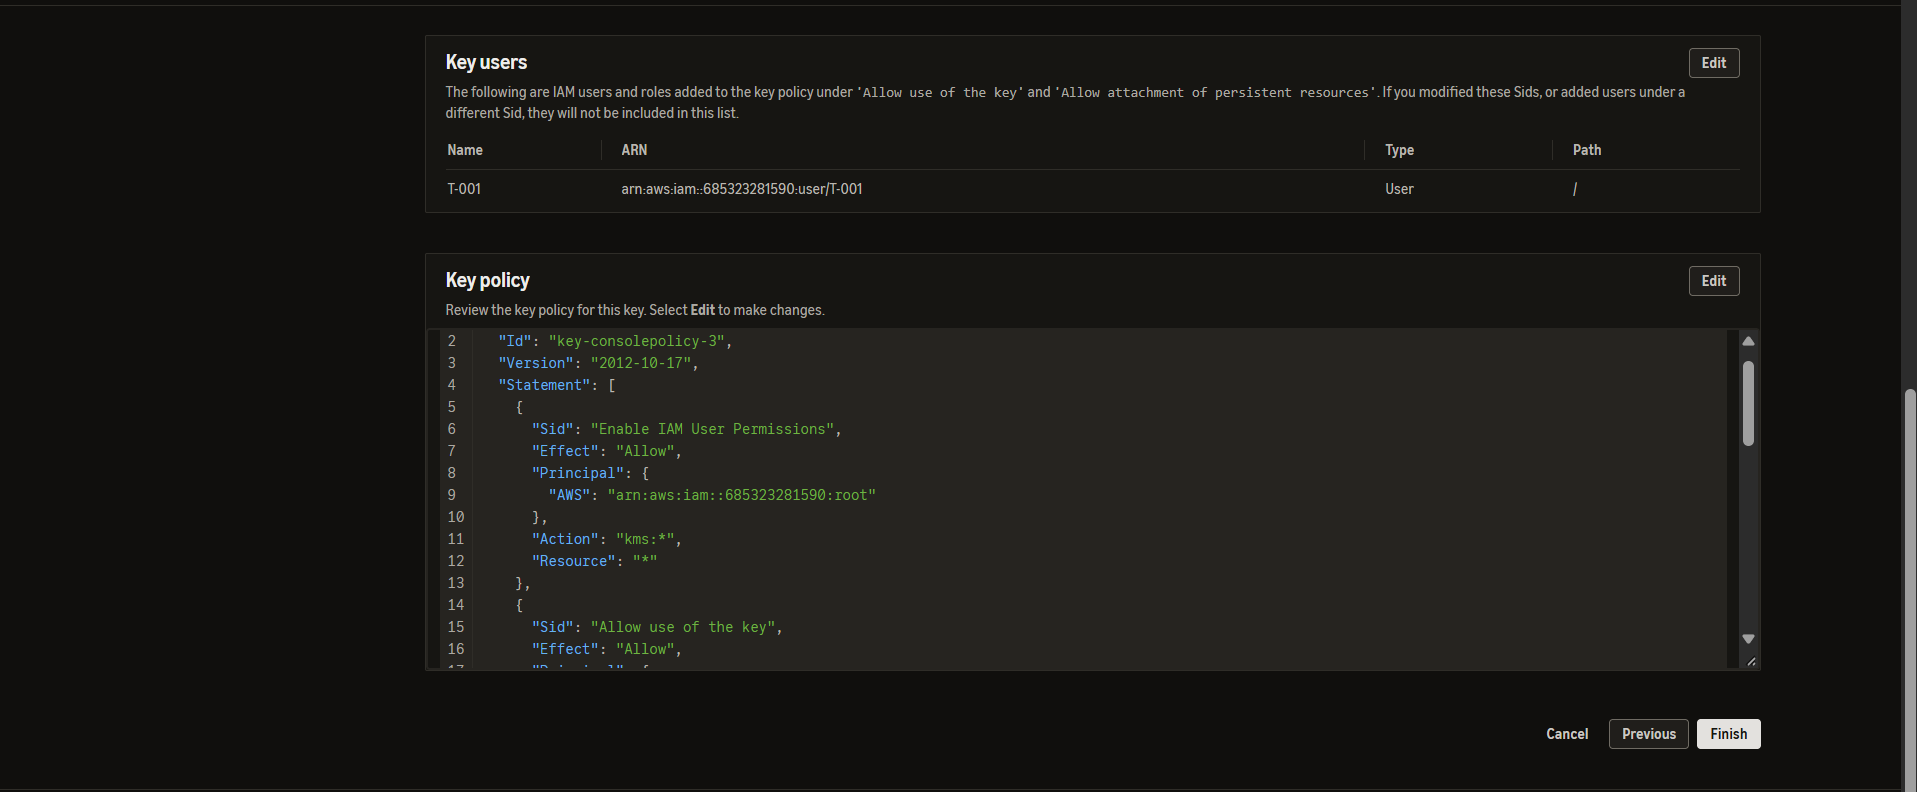 Key users
Edit
The following are IAM users and roles added to the key policy under 'Allow use of the key' and 'Allow attachment of persistent resources'. If you modified these Sids, or added users under a
different Sid, they will not be included in this list.
Name ARN Type Path
T-001 arn:aws:iam::685323281590:user/T-001 User /
Key policy
Edit
Review the key policy for this key. Select Edit to make changes.
2 "Id": "key-consolepolicy-3",
3 "Version": "2012-10-17",
4 "Statement": [
5 {
6 "Sid": "Enable IAM User Permissions",
7 "Effect": "Allow",
8 "Principal": {
9 "AWS": "arn:aws:iam::685323281590:root"
10 },
11 "Action": "kms:*",
12 "Resource": "*"
13 },
14 {
15 "Sid": "Allow use of the key",
16 "Effect": "Allow",
Cancel Previous Finish